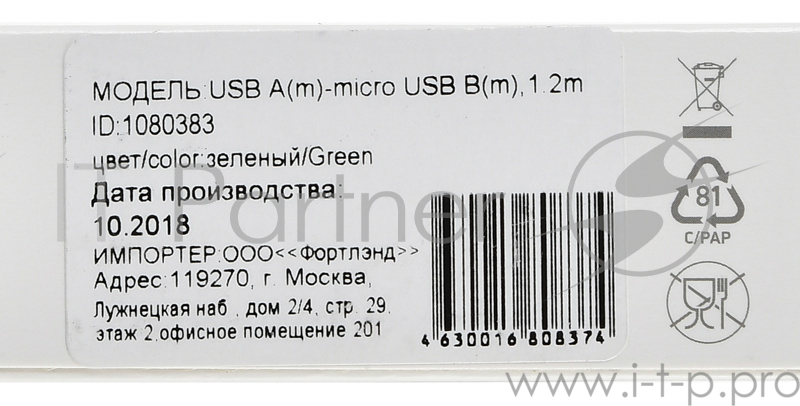 МОДЕЛЬ:USB A(m)-micro USB B(m),1.2m
ID:1080383
цвет/color:зеленый/Green
Дата производства:
10.2018
ИМПОРТЕР:ООО<<Фортлэнд>>
Адрес:119270, г. Москва,
Лужнецкая наб , дом 2/4, стр. 29,
этаж 2,офисное помещение 201
4 630016 808374
81
C/PAP
IT Partner
www.i-t-p.pro